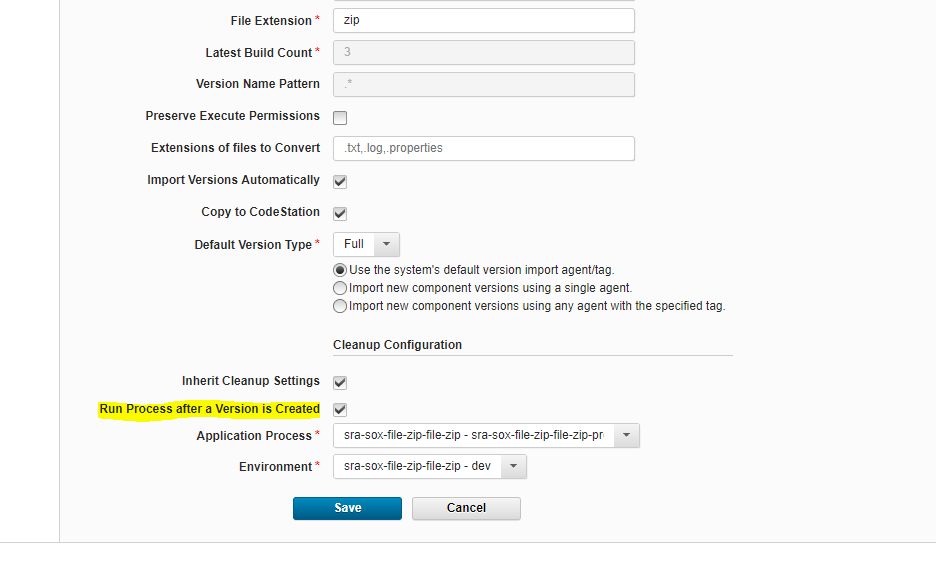 File Extension * zip
Latest Build Count * 3
Version Name Pattern .*
Preserve Execute Permissions
Extensions of files to Convert .txt,.log,.properties
Import Versions Automatically
Copy to CodeStation
Default Version Type * Full
Use the system's default version import agent/tag.
Import new component versions using a single agent.
Import new component versions using any agent with the specified tag.
Cleanup Configuration
Inherit Cleanup Settings
Run Process after a Version is Created
Application Process * sra-sox-file-zip-file-zip - sra-sox-file-zip-file-zip-pr
Environment * sra-sox-file-zip-file-zip - dev
Save Cancel